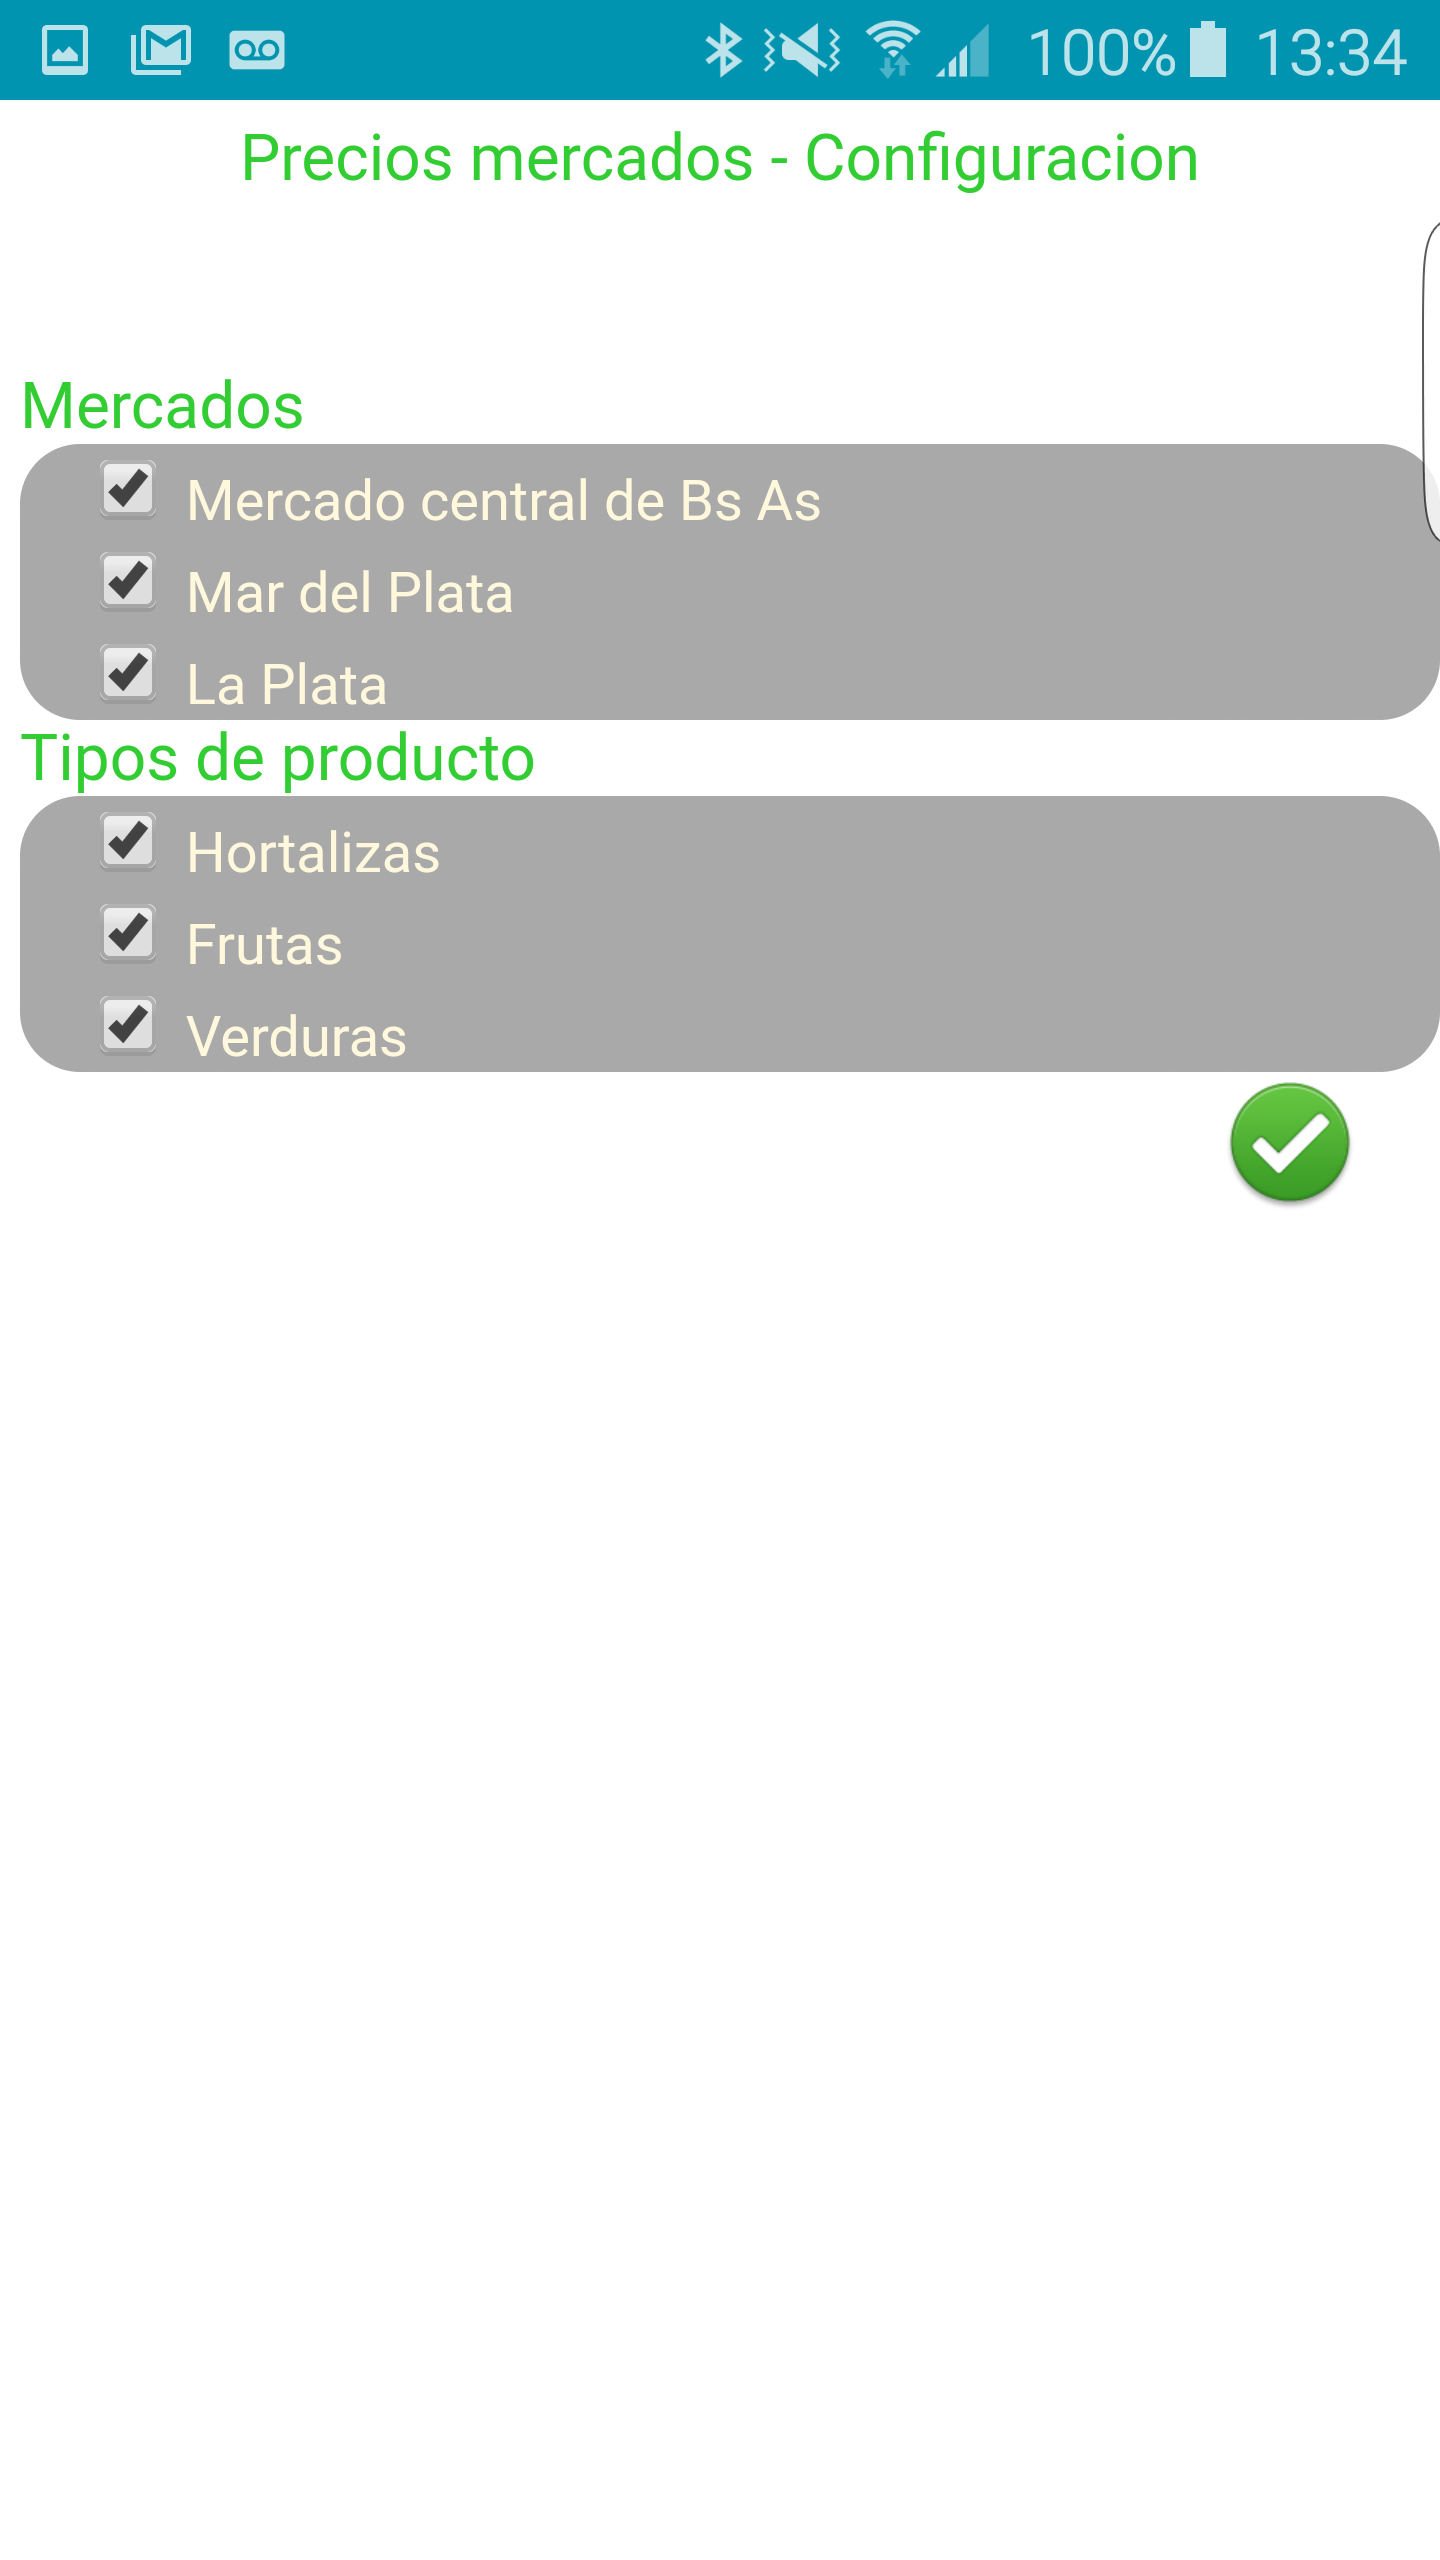 100% 13:34
Precios mercados - Configuracion
Mercados
Mercado central de Bs As
Mar del Plata
La Plata
Tipos de producto
Hortalizas
Frutas
Verduras